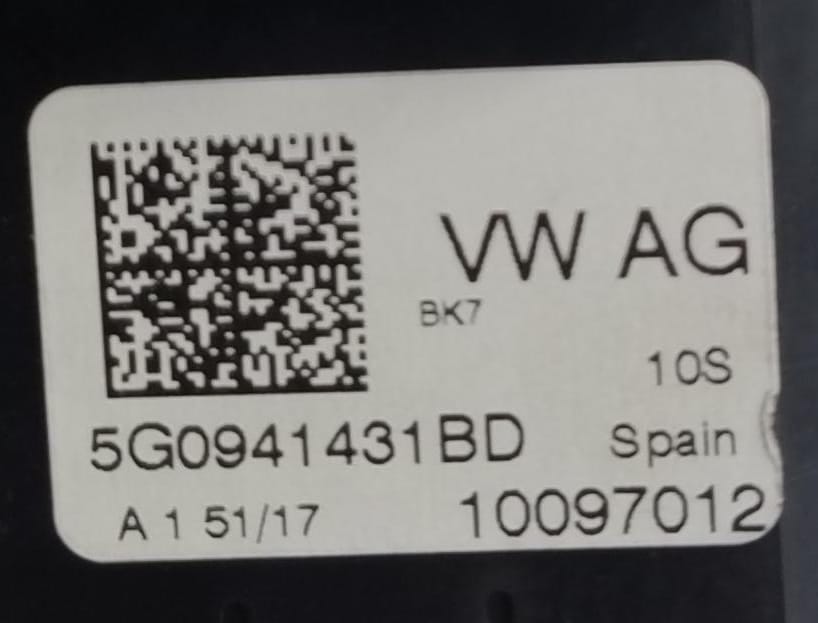 VW AG
BK7
10S
5G0941431BD Spain
A 1 51/17 10097012